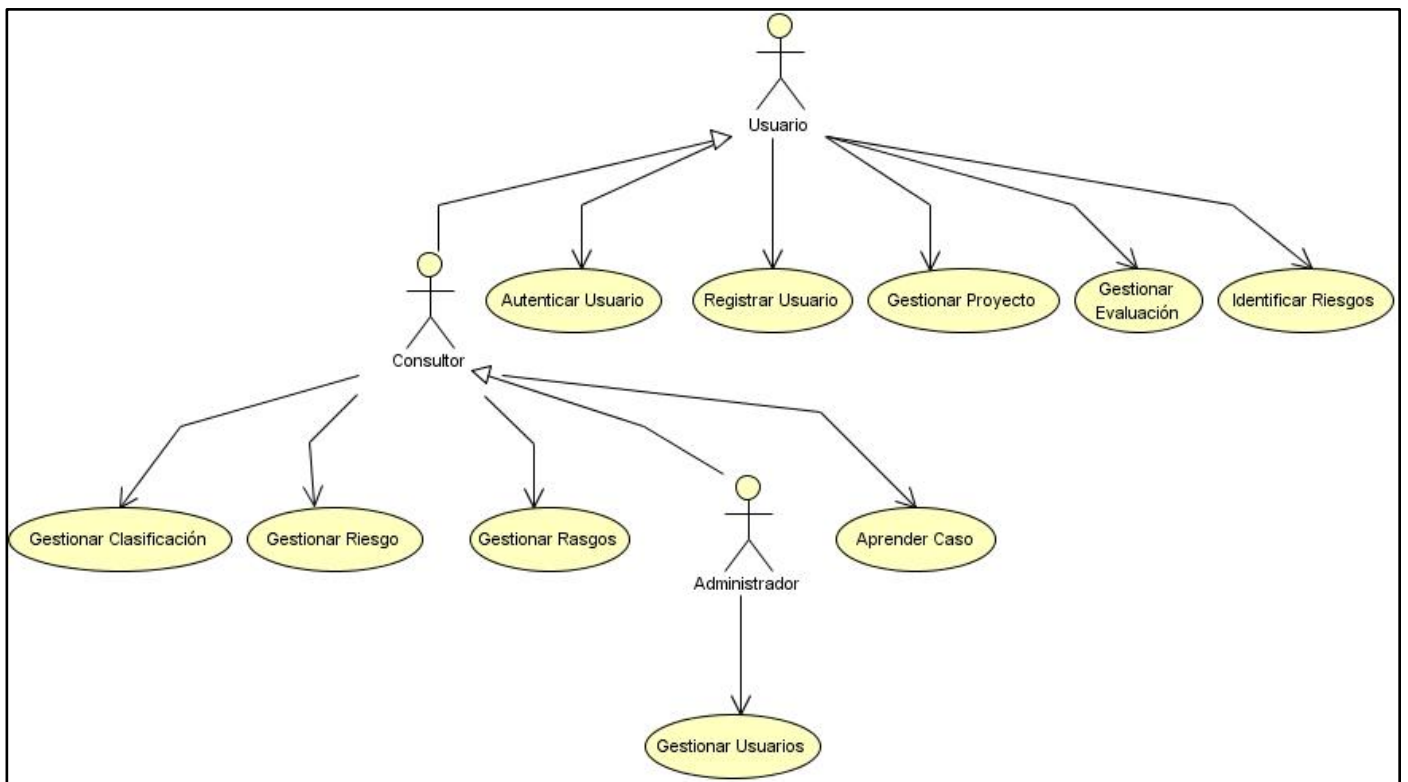 Usuario
Autenticar Usuario
Registrar Usuario
Gestionar Proyecto
Gestionar
Evaluación
Identificar Riesgos
Consultor
Gestionar Clasificación
Gestionar Riesgo
Gestionar Rasgos
Aprender Caso
Administrador
Gestionar Usuarios